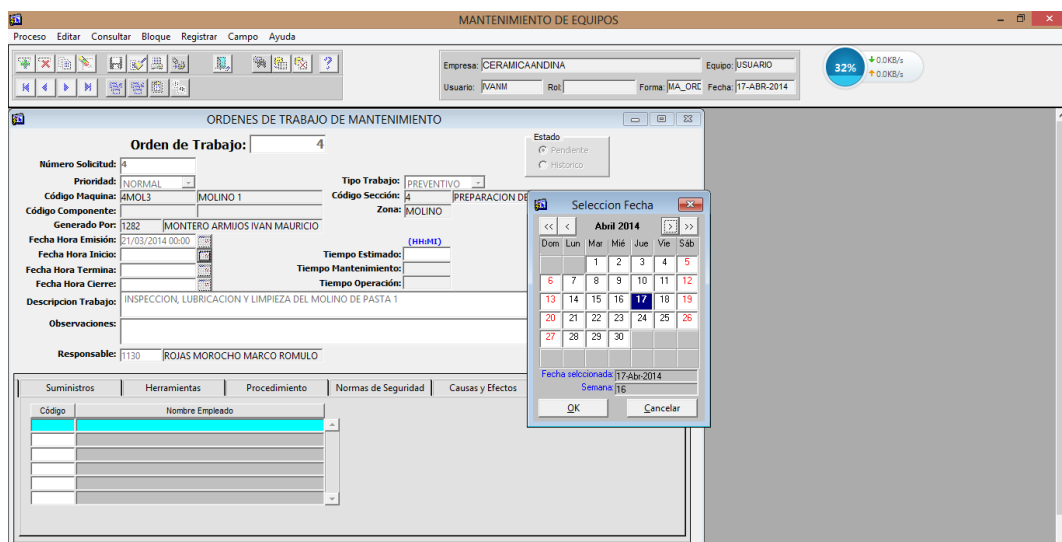 MANTENIMIENTO DE EQUIPOS
Proceso Editar Consultar Bloque Registrar Campo Ayuda
Empresa: CERAMICAANDINA Equipo: USUARIO
Usuario: IVANM Rol: Forma: MA_ORD Fecha: 17-ABR-2014
32% 0.0KB/s
0.0KB/s
ORDENES DE TRABAJO DE MANTENIMIENTO
Orden de Trabajo: 4
Estado
Pendiente
Historico
Número Solicitud: 4
Prioridad: NORMAL Tipo Trabajo: PREVENTIVO
Código Maquina: 4MOL3 MOLINO 1 Código Sección: 4 PREPARACION DE
Código Componente: Zona: MOLINO
Generado Por: 1282 MONTERO ARMIJOS IVAN MAURICIO
Fecha Hora Emisión: 21/03/2014 00:00 (HH:MI)
Fecha Hora Inicio: Tiempo Estimado:
Fecha Hora Termina: Tiempo Mantenimiento:
Fecha Hora Cierre: Tiempo Operación:
Descripcion Trabajo: INSPECCION, LUBRICACION Y LIMPIEZA DEL MOLINO DE PASTA 1
Observaciones:
Responsable: 1130 ROJAS MOROCHO MARCO ROMULO
Suministros Herramientas Procedimiento Normas de Seguridad Causas y Efectos
Código Nombre Empleado
Seleccion Fecha
<< < Abril 2014 > >>
Dom Lun Mar Mié Jue Vie Sáb
1 2 3 4 5
6 7 8 9 10 11 12
13 14 15 16 17 18 19
20 21 22 23 24 25 26
27 28 29 30
Fecha selccionada: 17-Abr-2014
Semana: 16
OK Cancelar